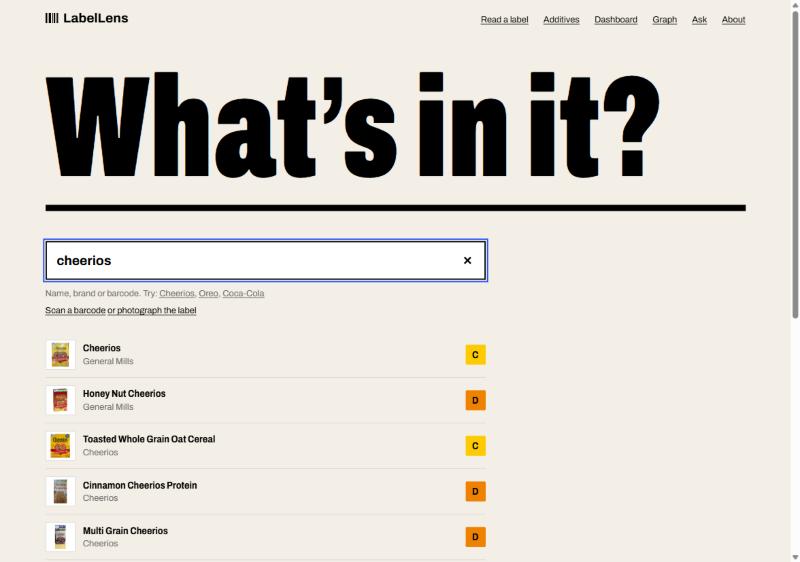 LabelLens
Read a label Additives Dashboard Graph Ask About
What's in it?
cheerios ×
Name, brand or barcode. Try: Cheerios, Oreo, Coca-Cola
Scan a barcode or photograph the label
Cheerios
General Mills
C
Honey Nut Cheerios
General Mills
D
Toasted Whole Grain Oat Cereal
Cheerios
C
Cinnamon Cheerios Protein
Cheerios
D
Multi Grain Cheerios
Cheerios
D